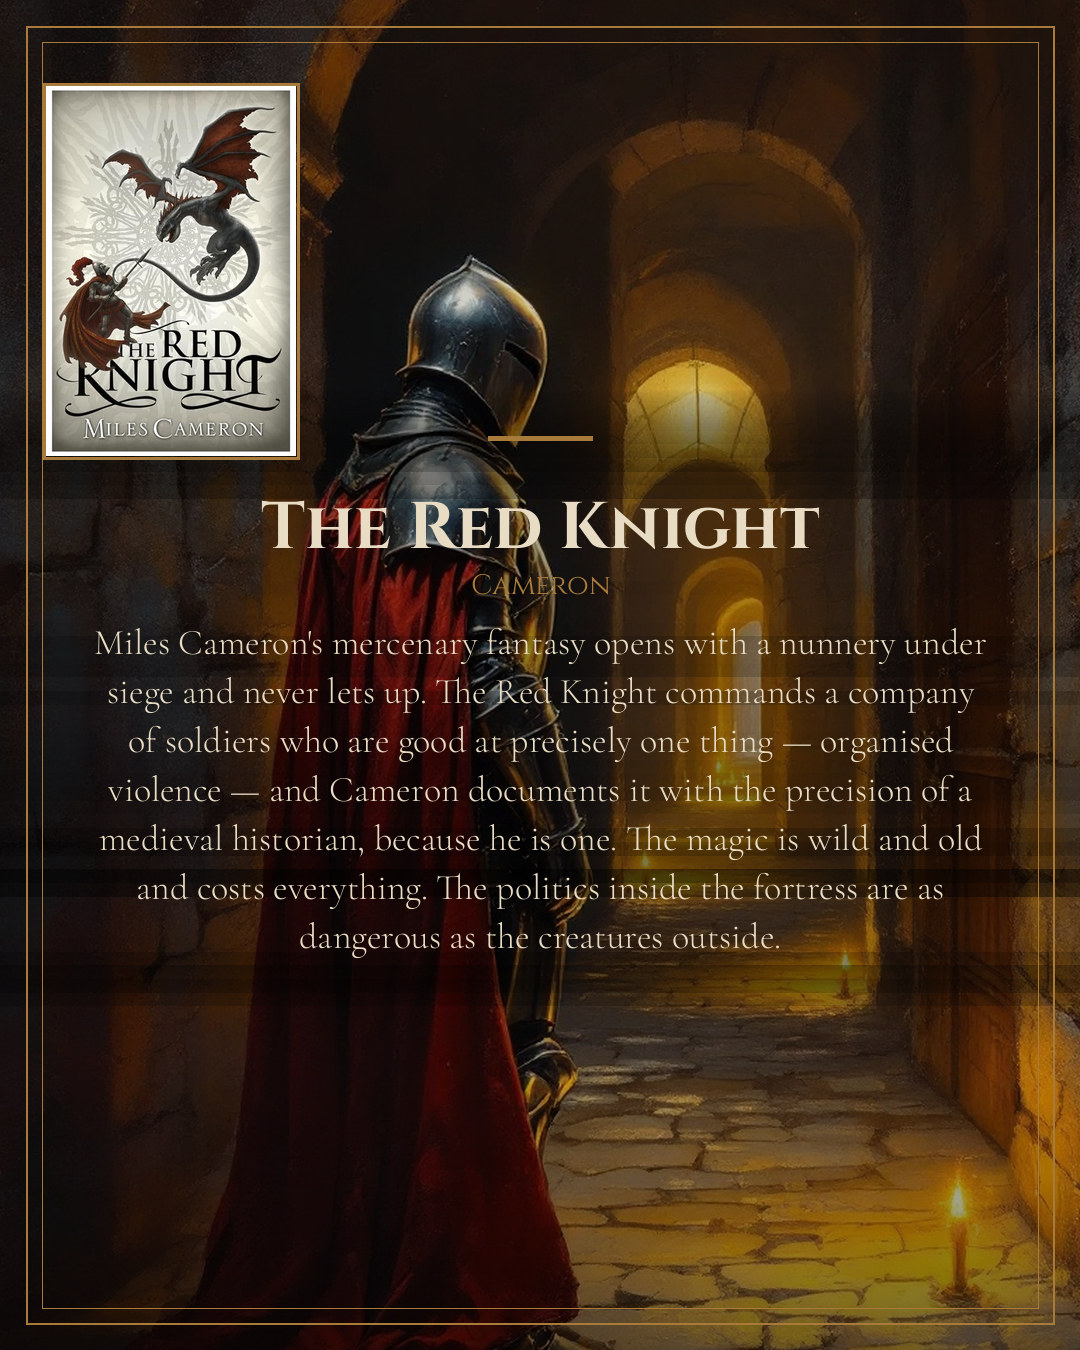 THE RED
KNIGHT
MILES CAMERON
THE RED KNIGHT
CAMERON
Miles Cameron's mercenary fantasy opens with a nunnery under
siege and never lets up. The Red Knight commands a company
of soldiers who are good at precisely one thing — organised
violence — and Cameron documents it with the precision of a
medieval historian, because he is one. The magic is wild and old
and costs everything. The politics inside the fortress are as
dangerous as the creatures outside.